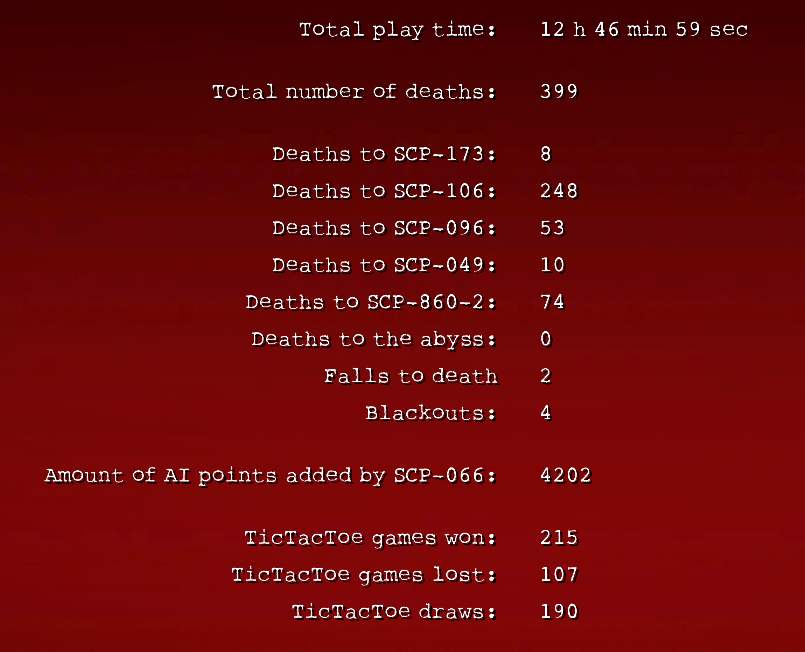 Total play time: 12 h 46 min 59 sec
Total number of deaths: 399
Deaths to SCP-173: 8
Deaths to SCP-106: 248
Deaths to SCP-096: 53
Deaths to SCP-049: 10
Deaths to SCP-860-2: 74
Deaths to the abyss: 0
Falls to death 2
Blackouts: 4
Amount of AI points added by SCP-066: 4202
TicTacToe games won: 215
TicTacToe games lost: 107
TicTacToe draws: 190